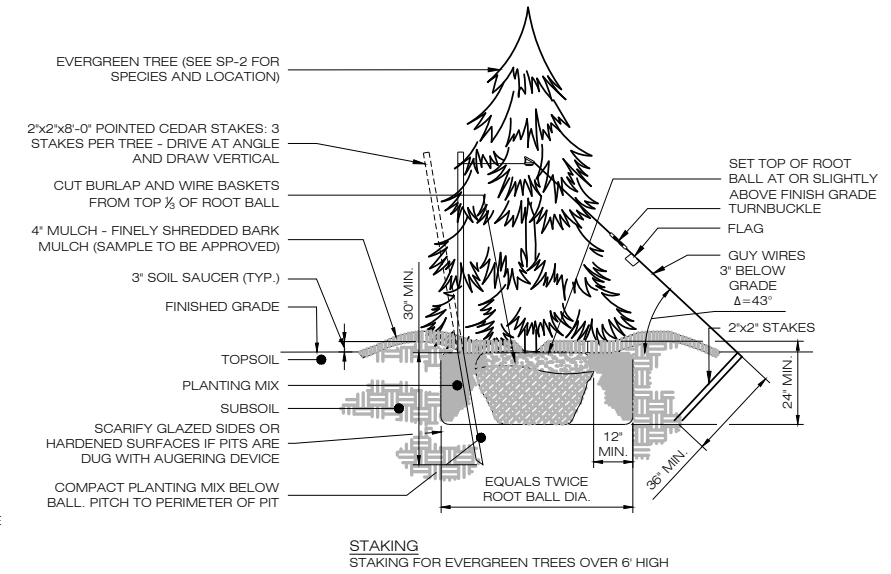 EVERGREEN TREE (SEE SP-2 FOR
SPECIES AND LOCATION)
2"x2"x8'-0" POINTED CEDAR STAKES: 3
STAKES PER TREE - DRIVE AT ANGLE
AND DRAW VERTICAL
CUT BURLAP AND WIRE BASKETS
FROM TOP ⅓ OF ROOT BALL
4" MULCH - FINELY SHREDDED BARK
MULCH (SAMPLE TO BE APPROVED)
3" SOIL SAUCER (TYP.)
FINISHED GRADE
TOPSOIL
PLANTING MIX
SUBSOIL
SCARIFY GLAZED SIDES OR
HARDENED SURFACES IF PITS ARE
DUG WITH AUGERING DEVICE
COMPACT PLANTING MIX BELOW
BALL. PITCH TO PERIMETER OF PIT
E
30" MIN.
SET TOP OF ROOT
BALL AT OR SLIGHTLY
ABOVE FINISH GRADE
TURNBUCKLE
FLAG
GUY WIRES
3" BELOW
GRADE
Δ=43°
2"x2" STAKES
24" MIN.
36" MIN.
12"
MIN.
EQUALS TWICE
ROOT BALL DIA.
STAKING
STAKING FOR EVERGREEN TREES OVER 6' HIGH